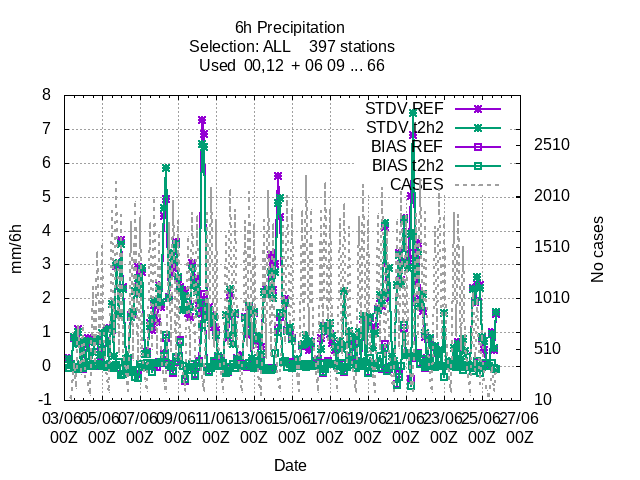 6h Precipitation
Selection: ALL 397 stations
Used 00,12 + 06 09 ... 66
STDV REF
STDV t2h2
BIAS REF
BIAS t2h2
CASES
8
7
6
5
4
3
2
1
0
-1
mm/6h
2510
2010
1510
1010
510
10
No cases
03/06 05/06 07/06 09/06 11/06 13/06 15/06 17/06 19/06 21/06 23/06 25/06 27/06
00Z 00Z 00Z 00Z 00Z 00Z 00Z 00Z 00Z 00Z 00Z 00Z 00Z
Date